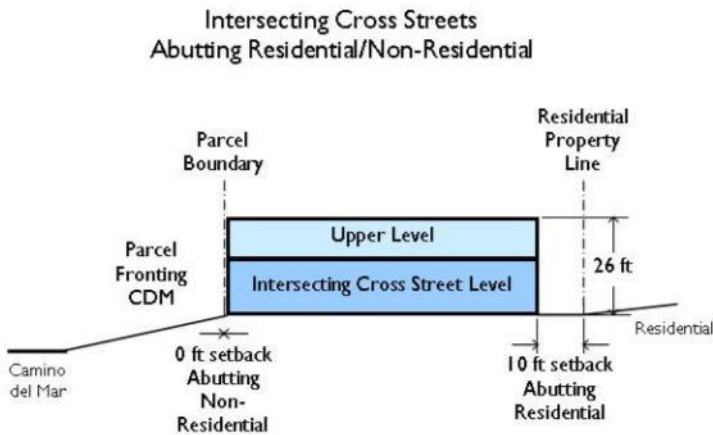 Intersecting Cross Streets
Abutting Residential/Non-Residential
Parcel
Boundary
Residential
Property
Line
Parcel
Fronting
CDM
Upper Level
Intersecting Cross Street Level
26 ft
Residential
Camino
del Mar
0 ft setback
Abutting
Non-
Residential
10 ft setback
Abutting
Residential